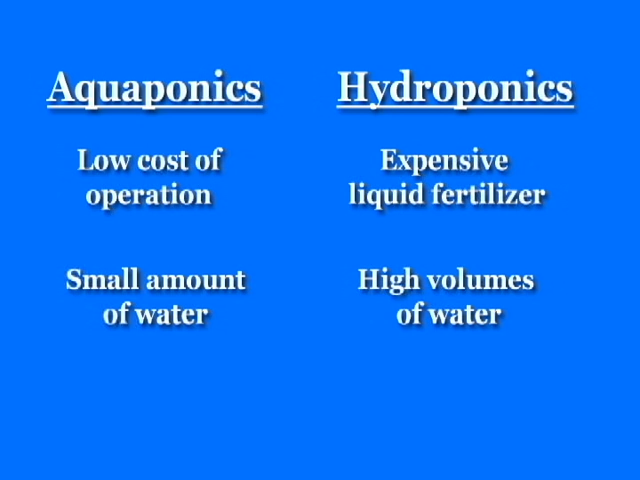 Aquaponics
Low cost of
operation
Small amount
of water
Hydroponics
Expensive
liquid fertilizer
High volumes
of water